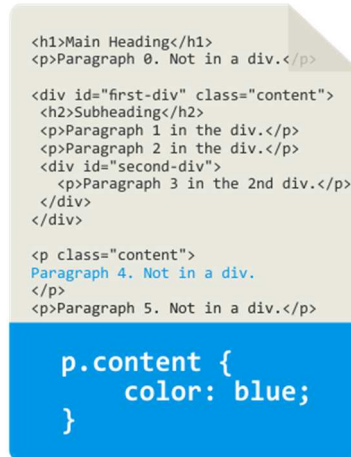 <h1>Main Heading</h1>
<p>Paragraph 0. Not in a div.</p>
<div id="first-div" class="content">
<h2>Subheading</h2>
<p>Paragraph 1 in the div.</p>
<p>Paragraph 2 in the div.</p>
<div id="second-div">
<p>Paragraph 3 in the 2nd div.</p>
</div>
</div>
<p class="content">
Paragraph 4. Not in a div.
</p>
<p>Paragraph 5. Not in a div.</p>
p.content {
color: blue;
}